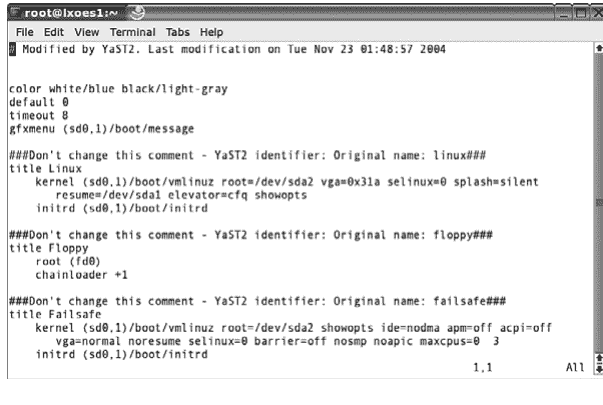 root@lxoes1:~
File Edit View Terminal Tabs Help
# Modified by YaST2. Last modification on Tue Nov 23 01:48:57 2004
color white/blue black/light-gray
default 0
timeout 8
gfxmenu (sd0,1)/boot/message
###Don't change this comment - YaST2 identifier: Original name: linux###
title Linux
kernel (sd0,1)/boot/vmlinuz root=/dev/sda2 vga=0x31a selinux=0 splash=silent
resume=/dev/sda1 elevator=cfq showopts
initrd (sd0,1)/boot/initrd
###Don't change this comment - YaST2 identifier: Original name: floppy###
title Floppy
root (fd0)
chainloader +1
###Don't change this comment - YaST2 identifier: Original name: failsafe###
title Failsafe
kernel (sd0,1)/boot/vmlinuz root=/dev/sda2 showopts ide=nodma apm=off acpi=off
vga=normal noresume selinux=0 barrier=off nosmp noapic maxcpus=0 3
initrd (sd0,1)/boot/initrd
1,1 All